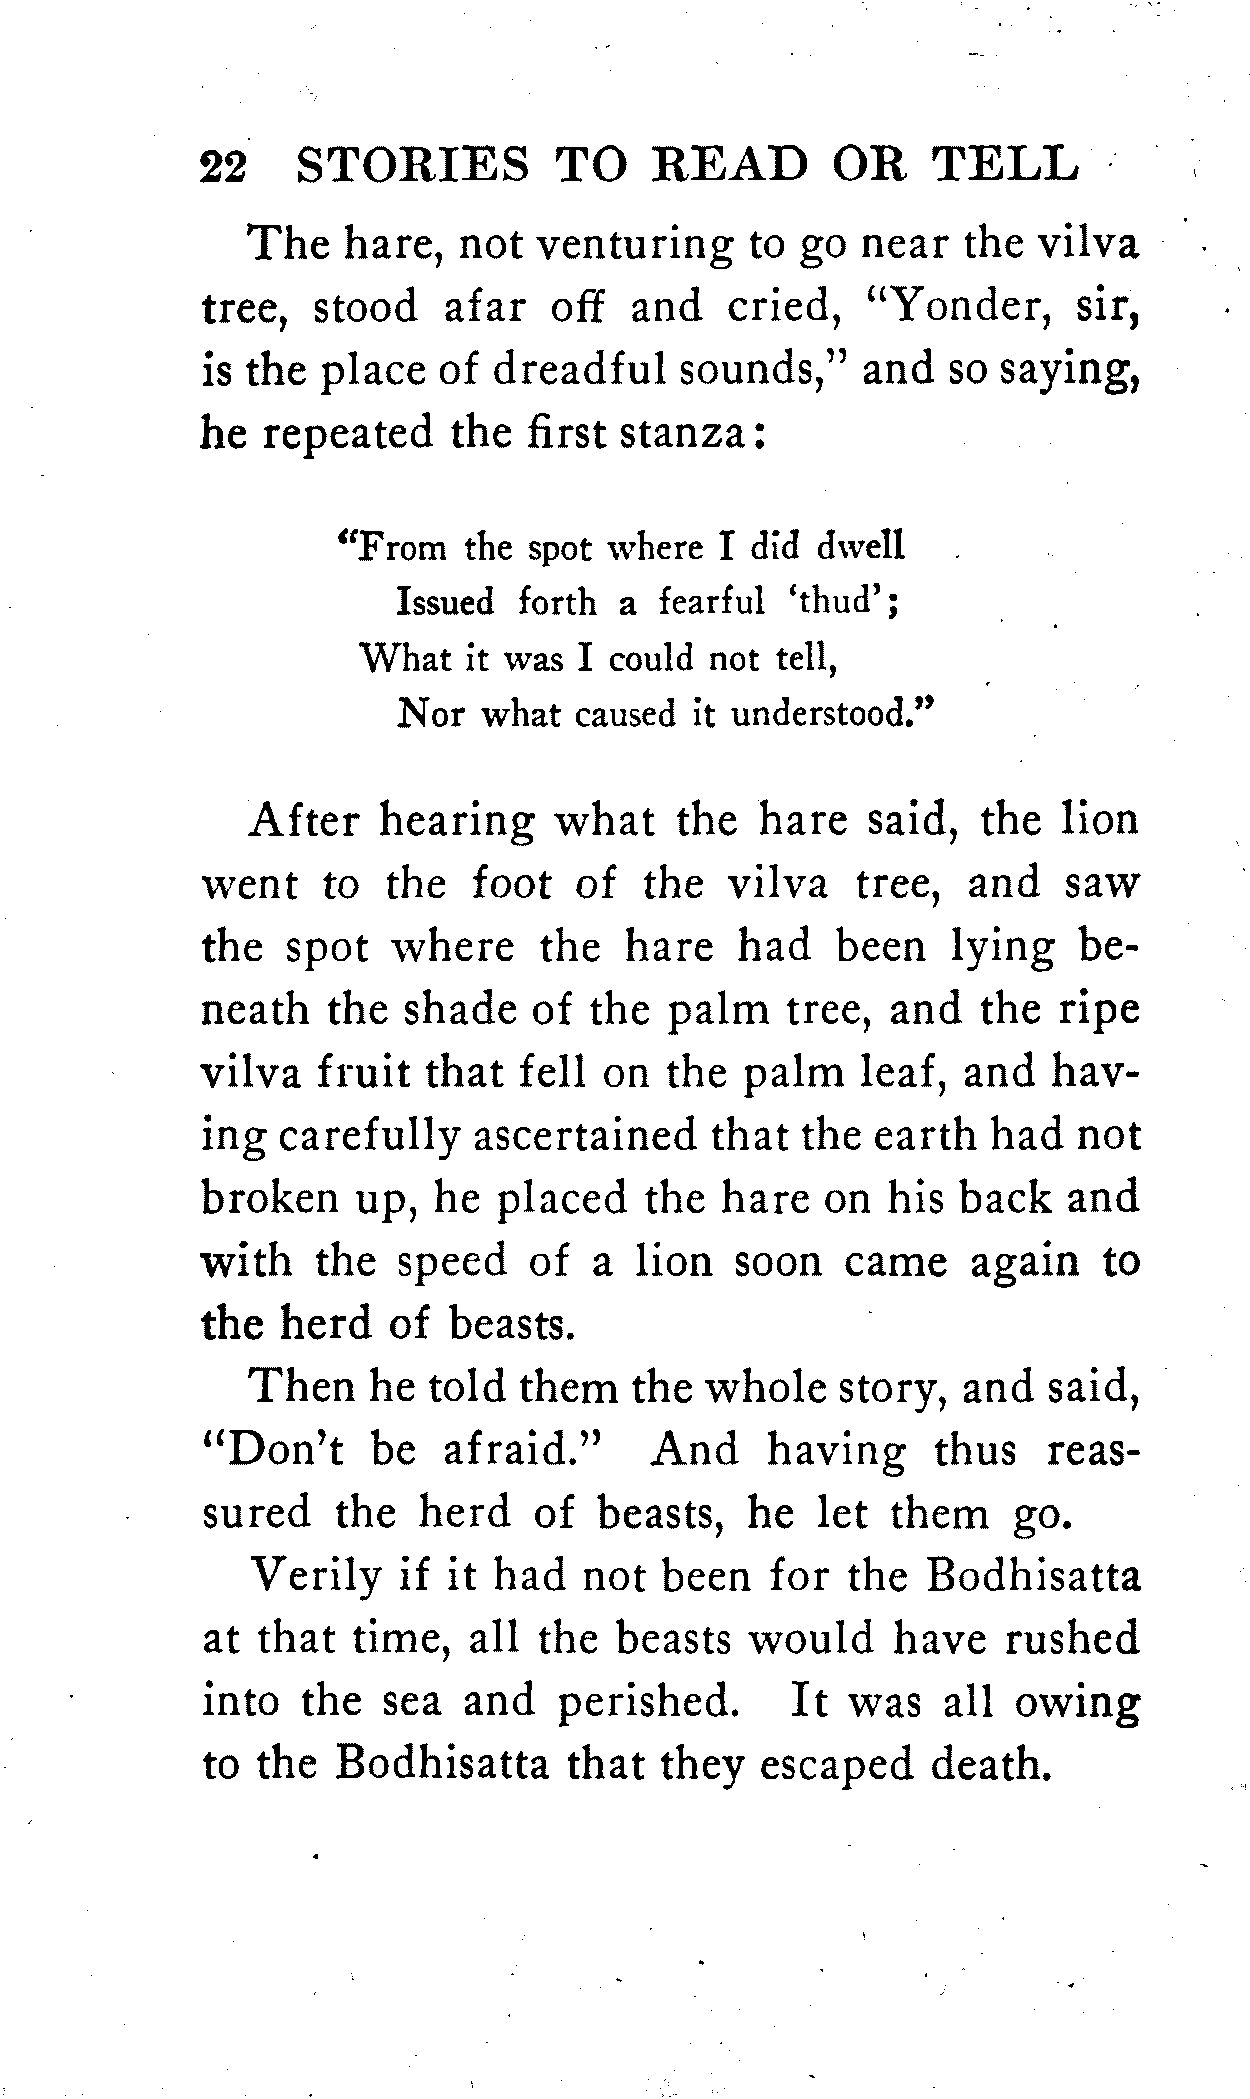 22 STORIES TO READ OR TELL
The hare, not venturing to go near the vilva
tree, stood afar off and cried, “Yonder, sir,
is the place of dreadful sounds,” and so saying,
he repeated the first stanza:
“From the spot where I did dwell
Issued forth a fearful ‘thud’;
What it was I could not tell,
Nor what caused it understood.”
After hearing what the hare said, the lion
went to the foot of the vilva tree, and saw
the spot where the hare had been lying be-
neath the shade of the palm tree, and the ripe
vilva fruit that fell on the palm leaf, and hav-
ing carefully ascertained that the earth had not
broken up, he placed the hare on his back and
with the speed of a lion soon came again to
the herd of beasts.
Then he told them the whole story, and said,
“Don’t be afraid.” And having thus reas-
sured the herd of beasts, he let them go.
Verily if it had not been for the Bodhisatta
at that time, all the beasts would have rushed
into the sea and perished. It was all owing
to the Bodhisatta that they escaped death.